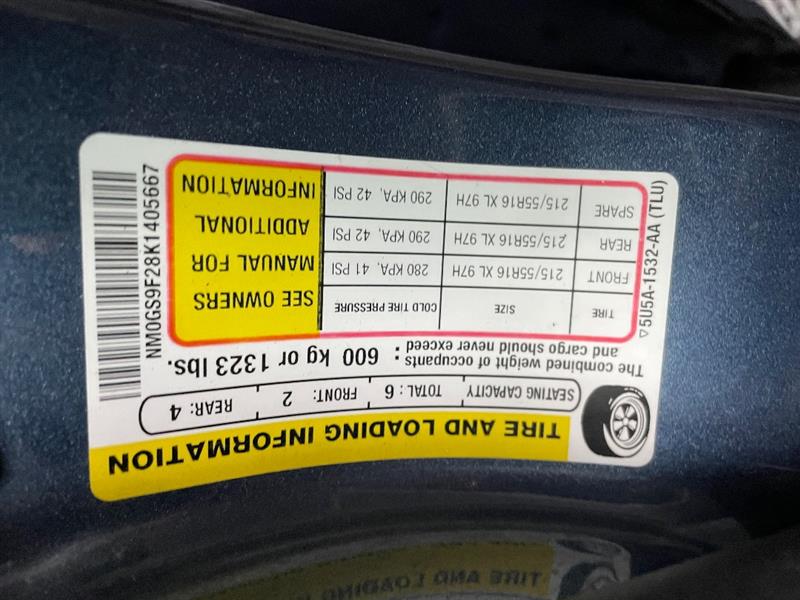 TIRE AND LOADING INFORMATION
SEATING CAPACITY TOTAL: 6 FRONT: 2 REAR: 4
The combined weight of occupants and cargo should never exceed : 600 kg or 1323 lbs.
TIRE SIZE COLD TIRE PRESSURE
FRONT 215/55R16 XL 97H 280 KPA, 41 PSI
REAR 215/55R16 XL 97H 290 KPA, 42 PSI
SPARE 215/55R16 XL 97H 290 KPA, 42 PSI
SEE OWNERS
MANUAL FOR
ADDITIONAL
INFORMATION
▽5U5A-1532-AA (TLU)
NM0GS9F28K1405667
TIRE AND LOADING